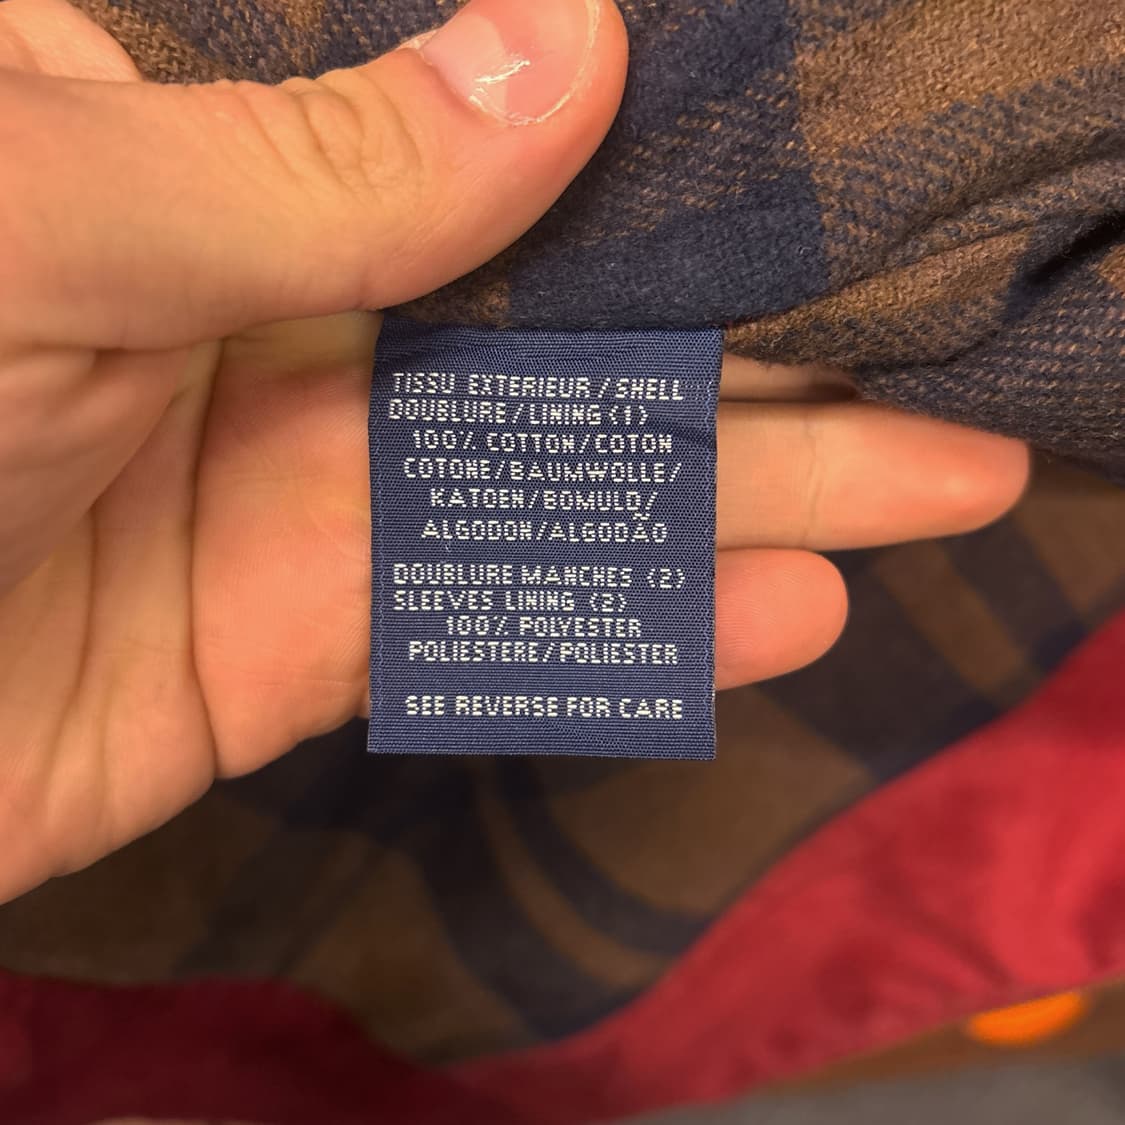 TISSU EXTERIEUR/SHELL
DOUBLURE/LINING (1)
100% COTTON/COTON
COTONE/BAUMWOLLE/
KATOEN/BOMULD/
ALGODON/ALGODÃO
DOUBLURE MANCHES (2)
SLEEVES LINING (2)
100% POLYESTER
POLIESTERE/POLIESTER
SEE REVERSE FOR CARE